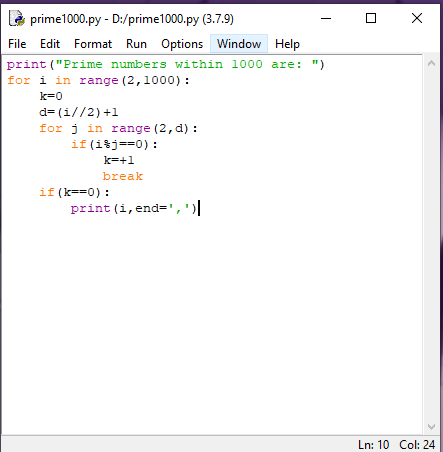 prime1000.py - D:/prime1000.py (3.7.9)
File Edit Format Run Options Window Help
print("Prime numbers within 1000 are: ")
for i in range(2,1000):
    k=0
    d=(i//2)+1
    for j in range(2,d):
        if(i%j==0):
            k=+1
            break
    if(k==0):
        print(i,end=',')
Ln: 10 Col: 24